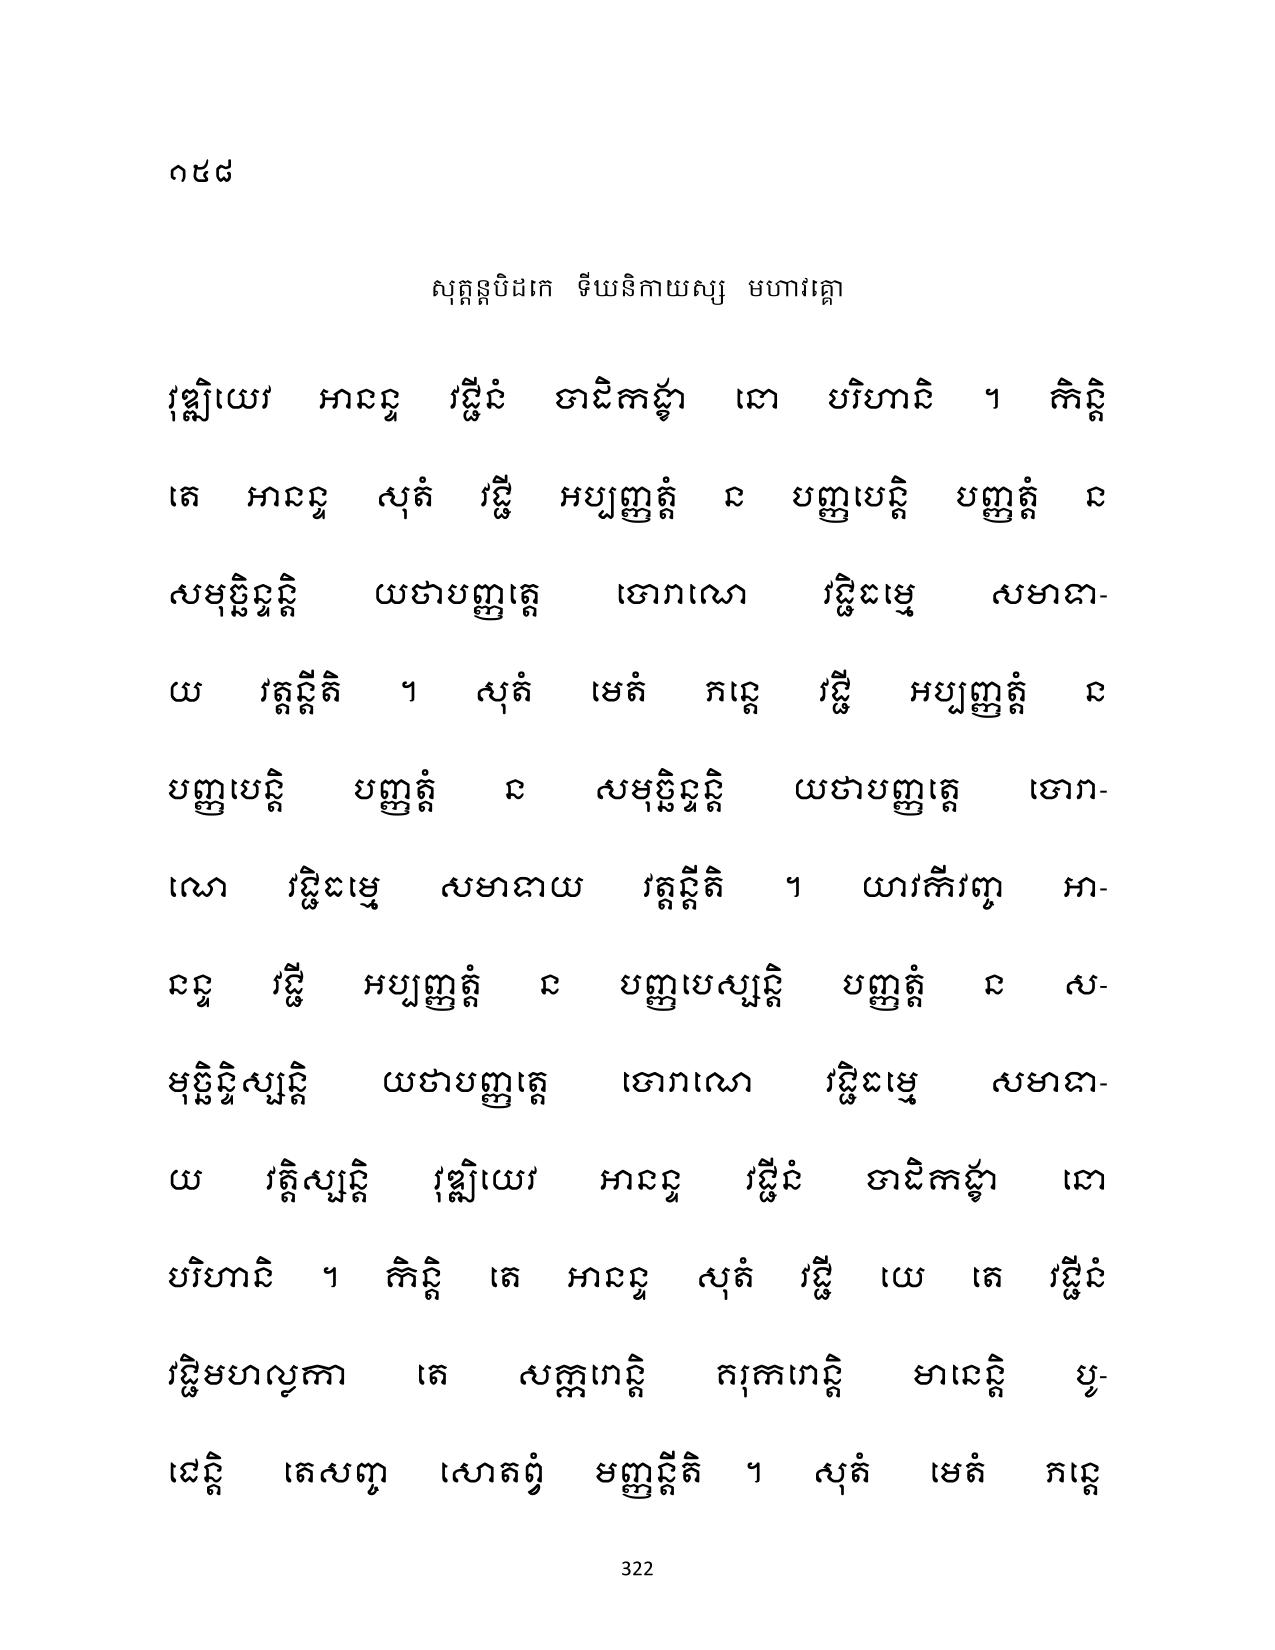 ១៥៨
សុត្តន្តបិដកេ ទីឃនិកាយស្ស មហាវគ្គោ
វុឌ្ឍិយេវ អានន្ទ វជ្ជីនំ បាដិកង្ខា នោ បរិហានិ ។ កិន្តិ
តេ អានន្ទ សុតំ វជ្ជី អប្បញ្ញត្តំ ន បញ្ញបេន្តិ បញ្ញត្តំ ន
សមុច្ឆិន្ទន្តិ យថាបញ្ញត្តេ បោរាណេ វជ្ជិធម្មេ សមាទា-
យ វត្តន្តីតិ ។ សុតំ មេតំ ភន្តេ វជ្ជី អប្បញ្ញត្តំ ន
បញ្ញបេន្តិ បញ្ញត្តំ ន សមុច្ឆិន្ទន្តិ យថាបញ្ញត្តេ បោរា-
ណេ វជ្ជិធម្មេ សមាទាយ វត្តន្តីតិ ។ យាវកីវញ្ច អា-
នន្ទ វជ្ជី អប្បញ្ញត្តំ ន បញ្ញបេស្សន្តិ បញ្ញត្តំ ន ស-
មុច្ឆិន្ទិស្សន្តិ យថាបញ្ញត្តេ បោរាណេ វជ្ជិធម្មេ សមាទា-
យ វត្តិស្សន្តិ វុឌ្ឍិយេវ អានន្ទ វជ្ជីនំ បាដិកង្ខា នោ
បរិហានិ ។ កិន្តិ តេ អានន្ទ សុតំ វជ្ជី យេ តេ វជ្ជីនំ
វជ្ជិមហល្លកា តេ សក្ករោន្តិ គរុករោន្តិ មានេន្តិ បូ-
ជេន្តិ តេសញ្ច សោតព្វំ មញ្ញន្តីតិ ។ សុតំ មេតំ ភន្តេ
322